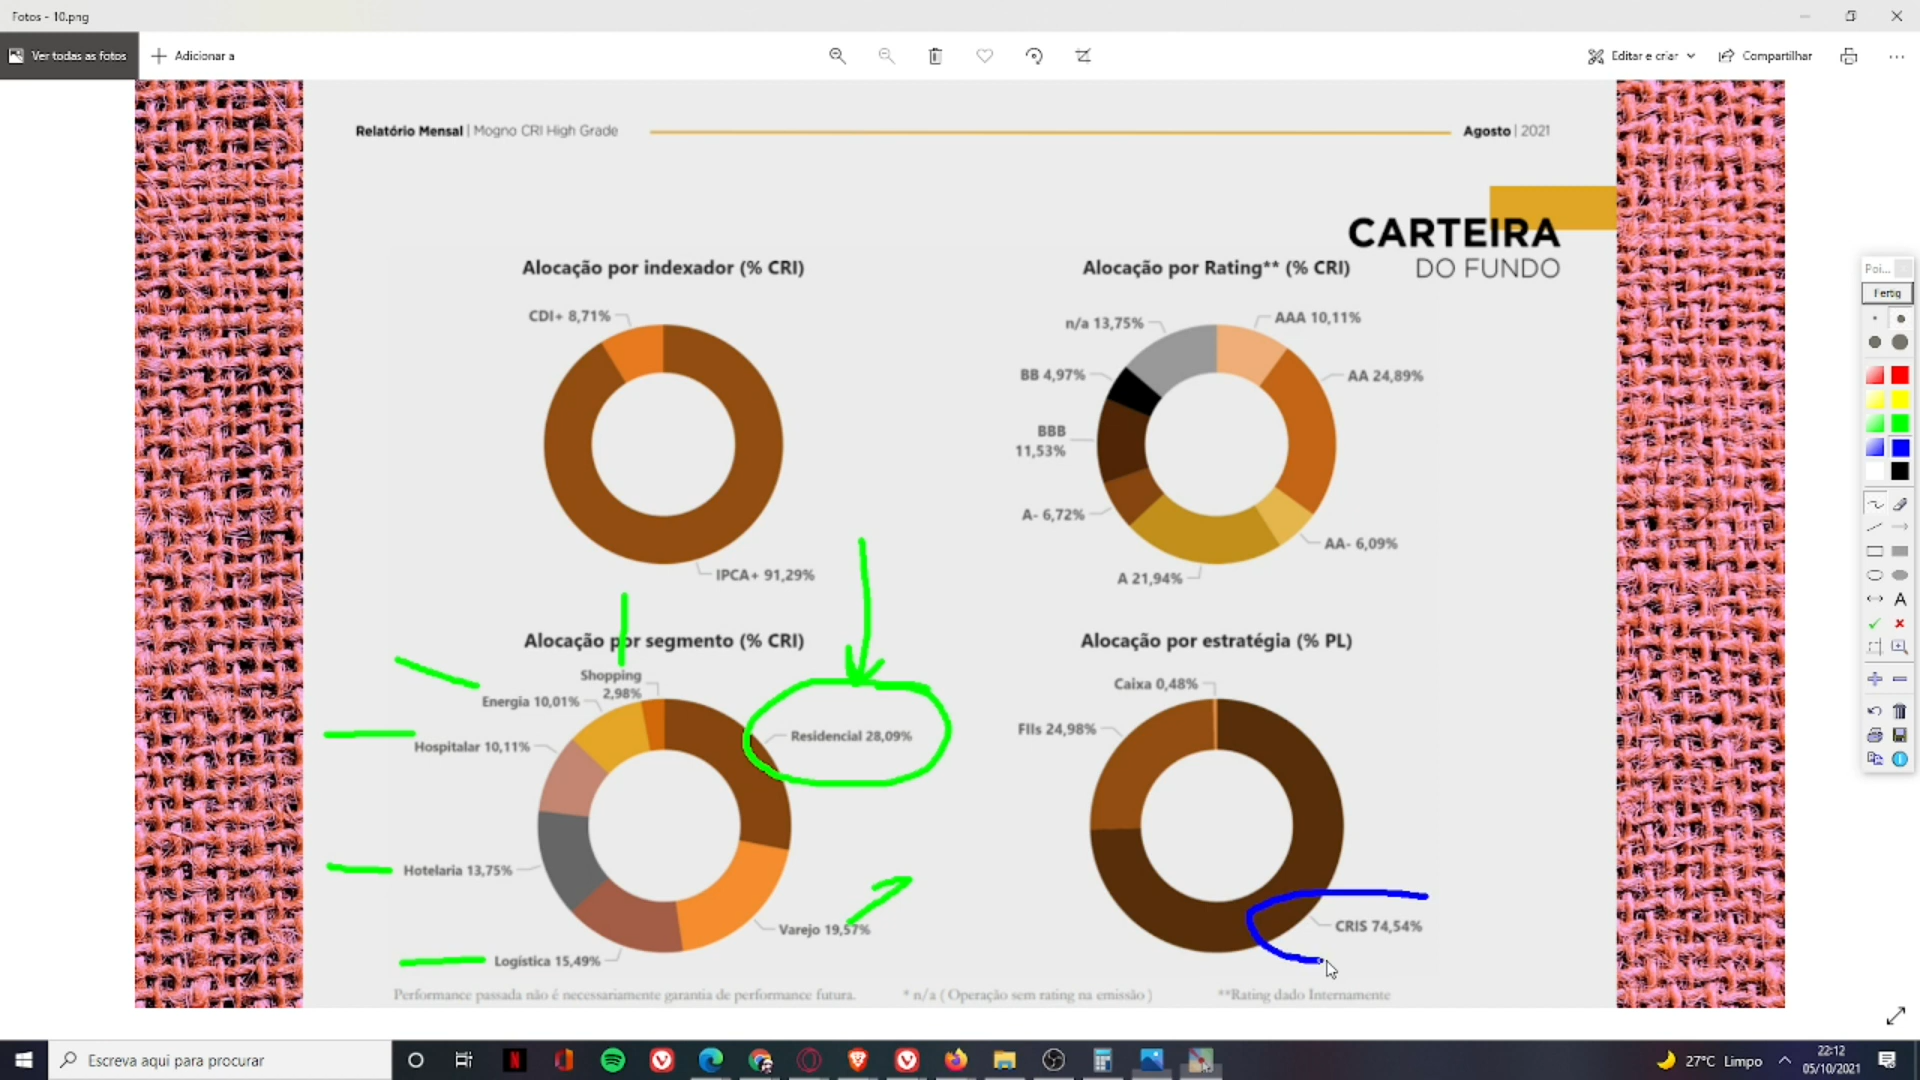 Fotos - 10.png
Ver todas as fotos
Adicionar a
Editar e criar
Compartilhar
Relatório Mensal | Mogno CRI High Grade
Agosto | 2021
CARTEIRA
DO FUNDO
Alocação por indexador (% CRI)
CDI+ 8,71%
IPCA+ 91,29%
Alocação por Rating** (% CRI)
n/a 13,75%
AAA 10,11%
BB 4,97%
AA 24,89%
BBB
11,53%
A- 6,72%
AA- 6,09%
A 21,94%
Alocação por segmento (% CRI)
Shopping
2,98%
Energia 10,01%
Residencial 28,09%
Hospitalar 10,11%
Hotelaria 13,75%
Varejo 19,57%
Logística 15,49%
Alocação por estratégia (% PL)
Caixa 0,48%
FIIs 24,98%
CRIS 74,54%
Performance passada não é necessariamente garantia de performance futura.
* n/a ( Operação sem rating na emissão )
**Rating dado Internamente
Poi...
Fertig
A
Escreva aqui para procurar
27°C Limpo
22:12
05/10/2021